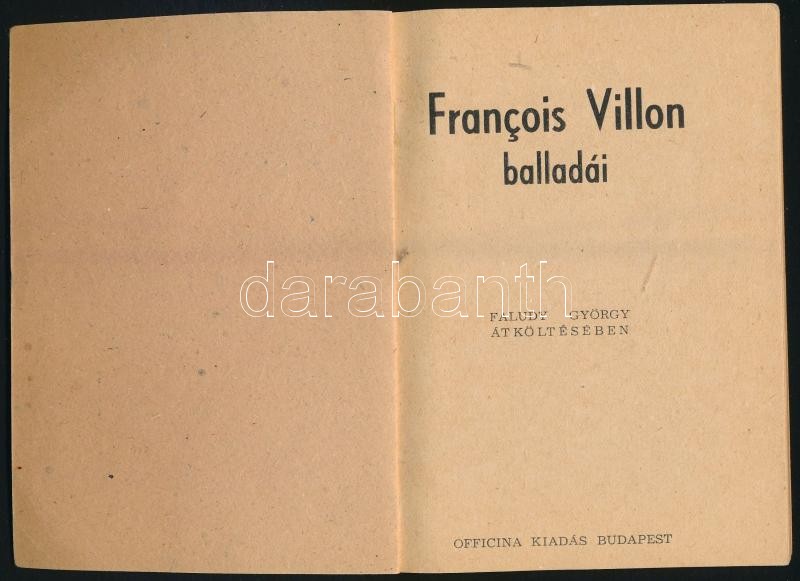 François Villon
balladái
darabanth
FALUDY GYÖRGY
ÁTKÖLTÉSÉBEN
OFFICINA KIADÁS BUDAPEST